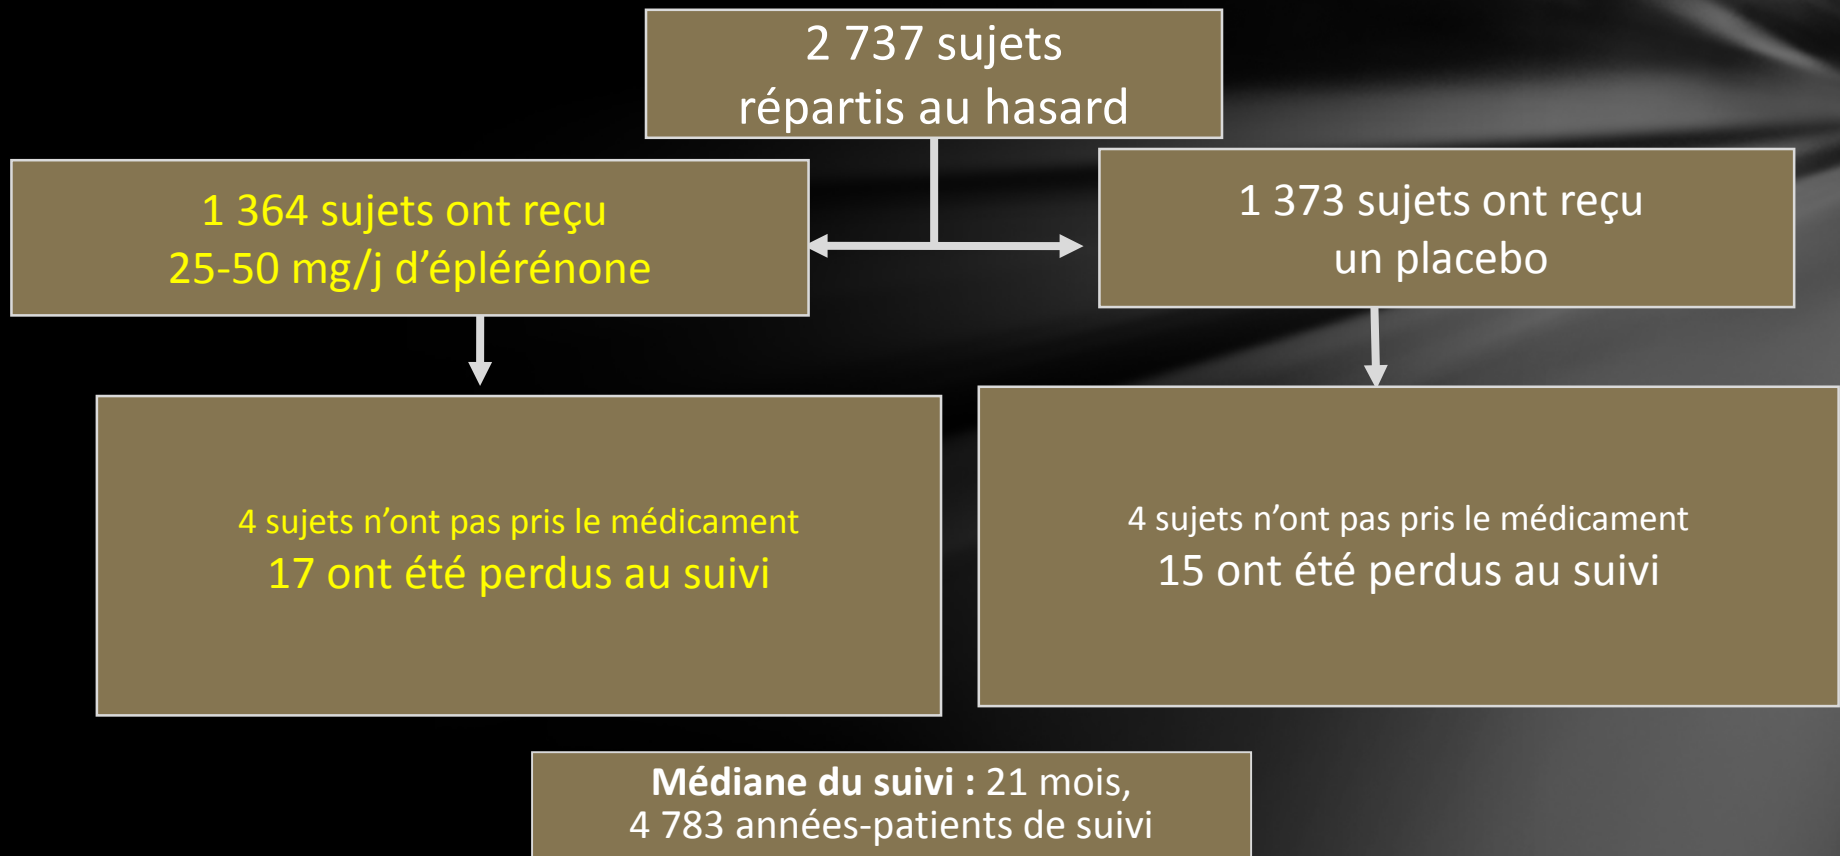 2 737 sujets
répartis au hasard
1 364 sujets ont reçu
25-50 mg/j d’éplérénone
1 373 sujets ont reçu
un placebo
4 sujets n’ont pas pris le médicament
17 ont été perdus au suivi
4 sujets n’ont pas pris le médicament
15 ont été perdus au suivi
Médiane du suivi : 21 mois,
4 783 années-patients de suivi